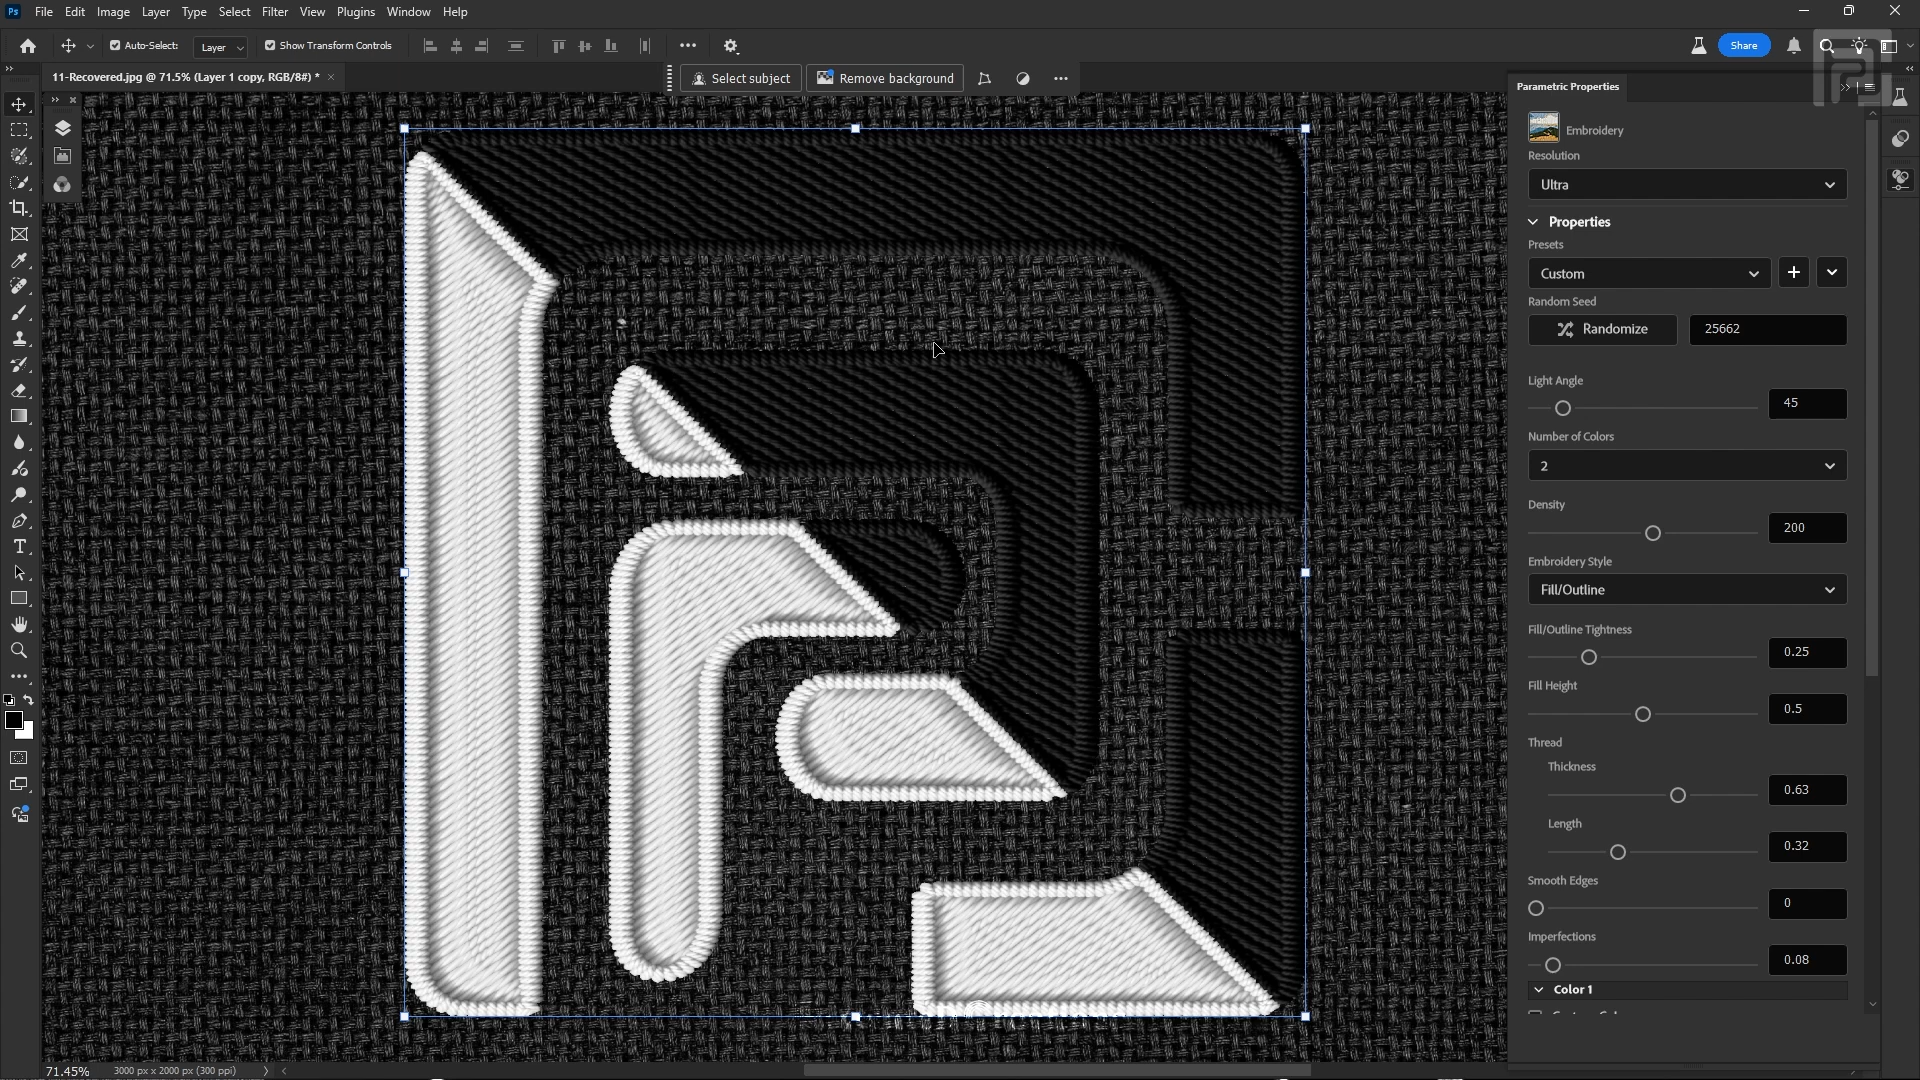 Ps File Edit Image Layer Type Select Filter View Plugins Window Help
Auto-Select: Layer Show Transform Controls Share
11-Recovered.jpg @ 71.5% (Layer 1 copy, RGB/8#) *
Select subject Remove background
Parametric Properties
Embroidery
Resolution
Ultra
Properties
Presets
Custom
Random Seed
Randomize 25662
Light Angle
45
Number of Colors
2
Density
200
Embroidery Style
Fill/Outline
Fill/Outline Tightness
0.25
Fill Height
0.5
Thread
Thickness
0.63
Length
0.32
Smooth Edges
0
Imperfections
0.08
Color 1
71.45% 3000 px x 2000 px (300 ppi)